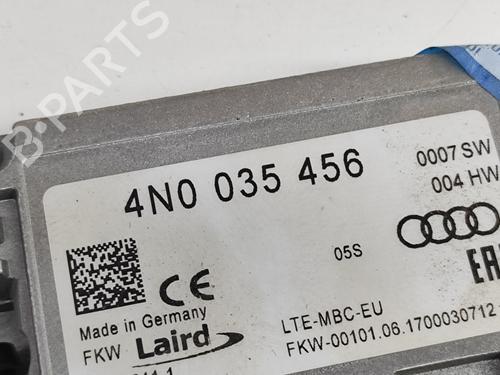 B-PARTS
4N0 035 456
0007 SW
004 HW
05S
CE
EAC
Made in Germany
FKW Laird
LTE-MBC-EU
FKW-00101.06.1700030712